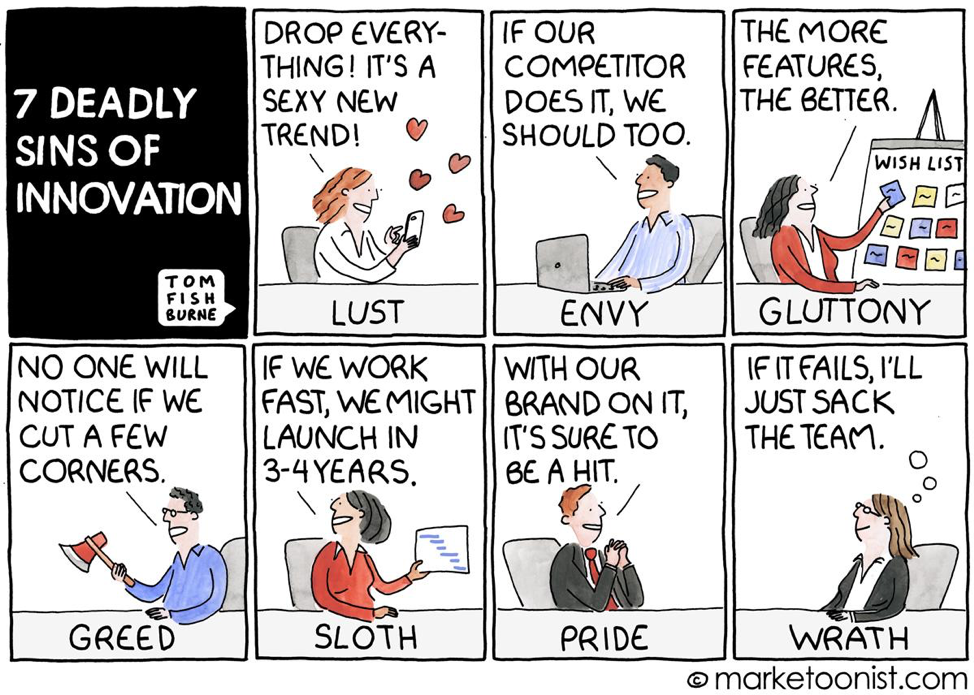 7 DEADLY
SINS OF
INNOVATION
TOM
FISH
BURNE
DROP EVERY-
THING! IT'S A
SEXY NEW
TREND!
LUST
IF OUR
COMPETITOR
DOES IT, WE
SHOULD TOO.
ENVY
THE MORE
FEATURES,
THE BETTER.
WISH LIST
GLUTTONY
NO ONE WILL
NOTICE IF WE
CUT A FEW
CORNERS.
GREED
IF WE WORK
FAST, WE MIGHT
LAUNCH IN
3-4 YEARS.
SLOTH
WITH OUR
BRAND ON IT,
IT'S SURE TO
BE A HIT.
PRIDE
IF IT FAILS, I'LL
JUST SACK
THE TEAM.
WRATH
© marketoonist.com